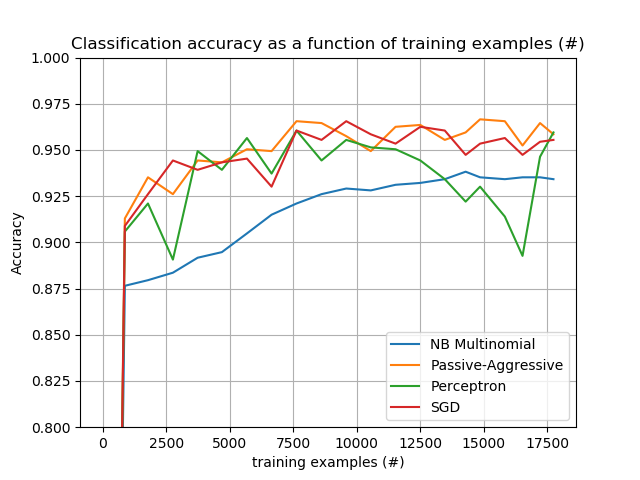 Classification accuracy as a function of training examples (#)
1.000
0.975
0.950
0.925
0.900
0.875
0.850
0.825
0.800
Accuracy
NB Multinomial
Passive-Aggressive
Perceptron
SGD
0 2500 5000 7500 10000 12500 15000 17500
training examples (#)